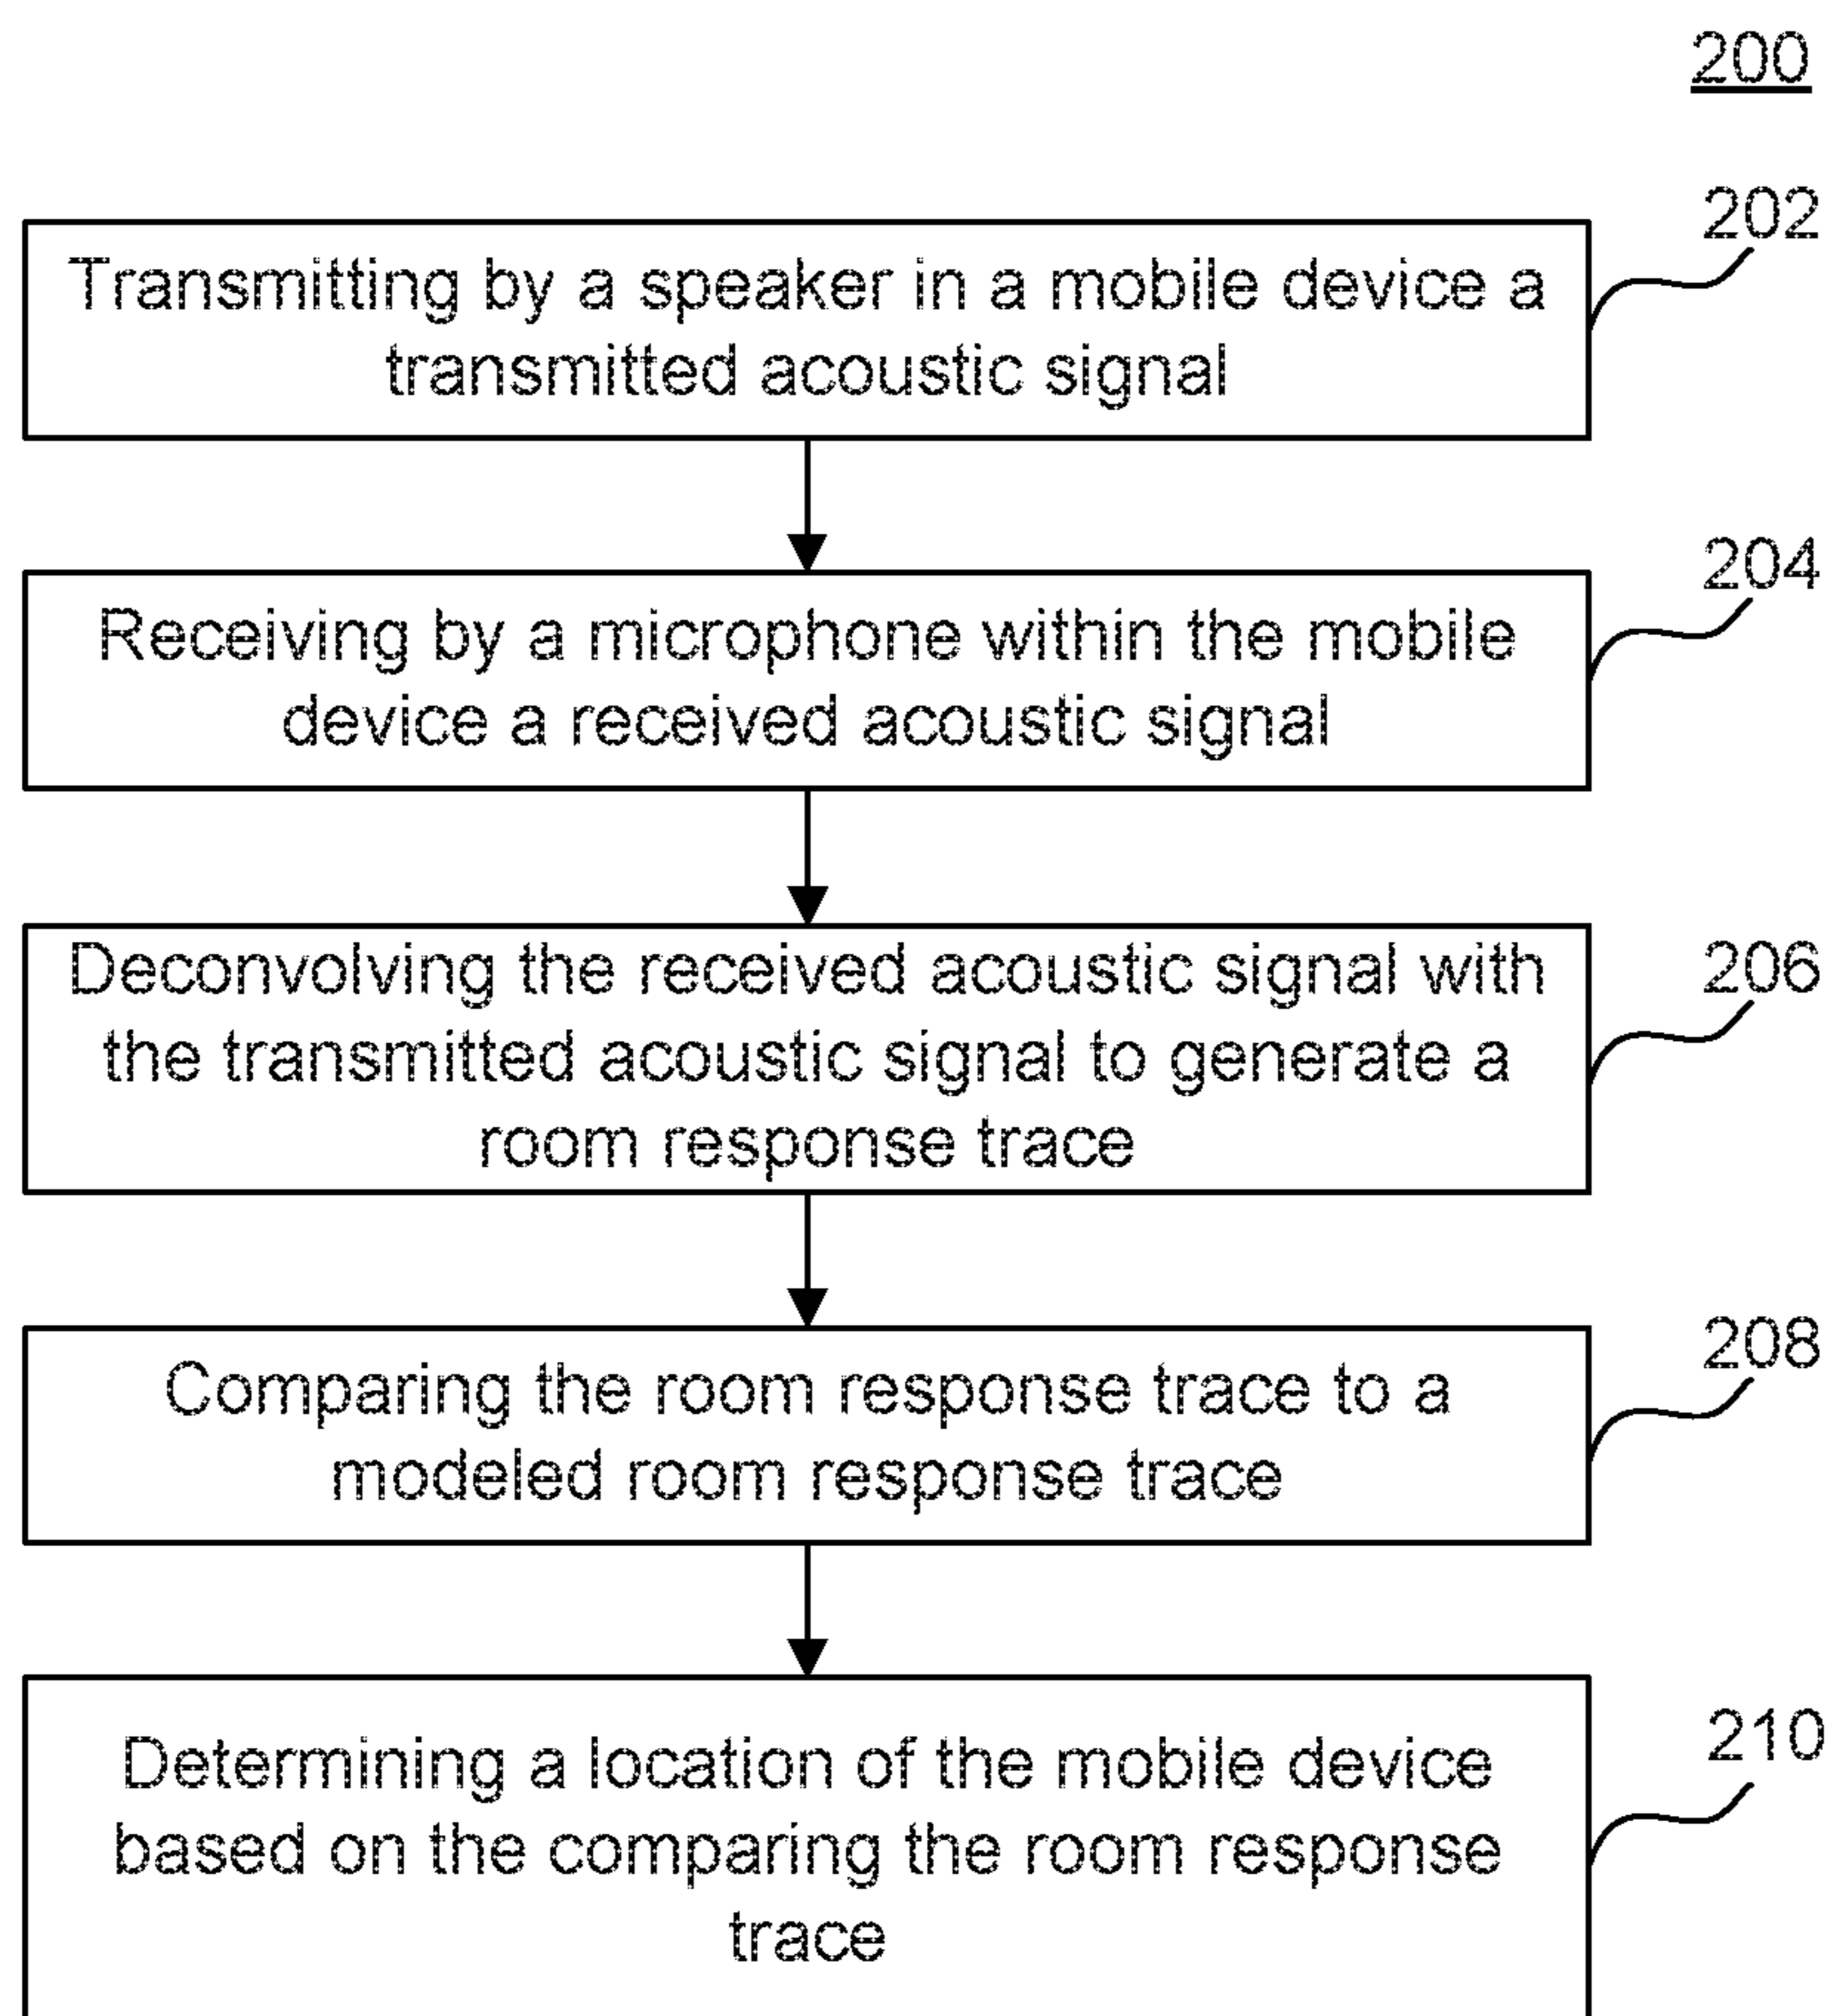 200
202
Transmitting by a speaker in a mobile device a
transmitted acoustic signal
204
Receiving by a microphone within the mobile
device a received acoustic signal
206
Deconvolving the received acoustic signal with
the transmitted acoustic signal to generate a
room response trace
208
Comparing the room response trace to a
modeled room response trace
210
Determining a location of the mobile device
based on the comparing the room response
trace